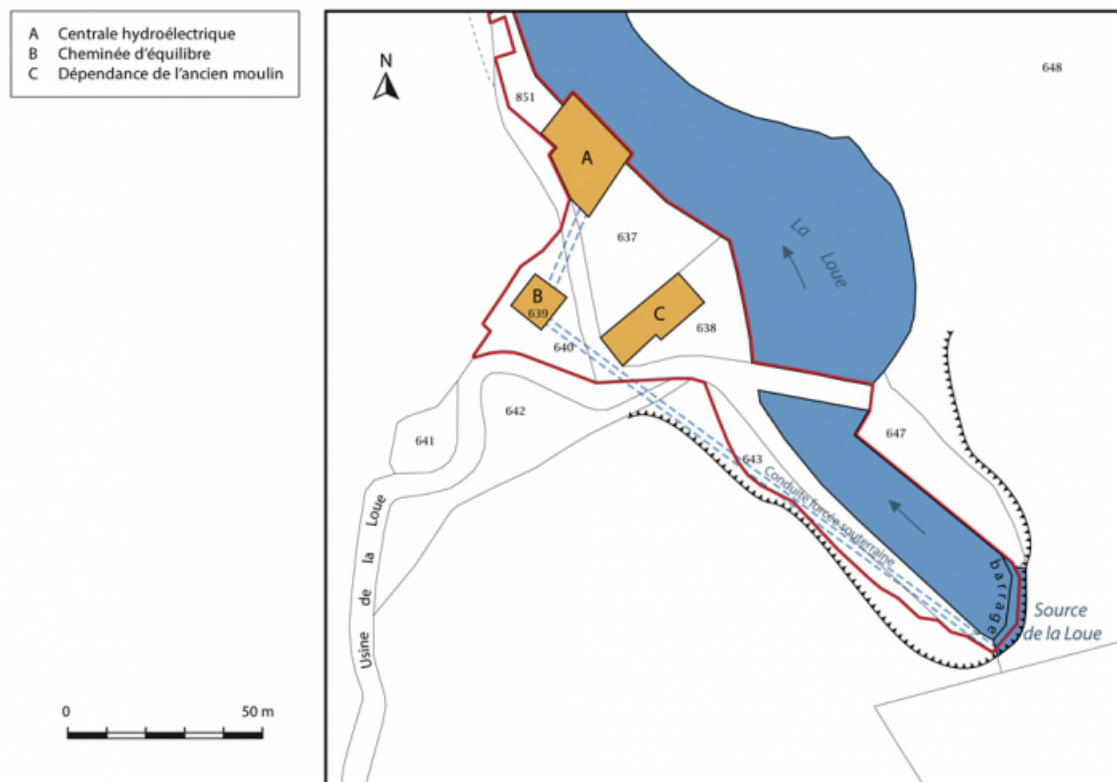 A Centrale hydroélectrique
B Cheminée d'équilibre
C Dépendance de l'ancien moulin
N
648
851
A
637
La Loue
B
639
C
638
640
642
641
647
643
Conduite forcée souterraine
barrage
Source
de la Loue
Usine de la Loue
0 50 m